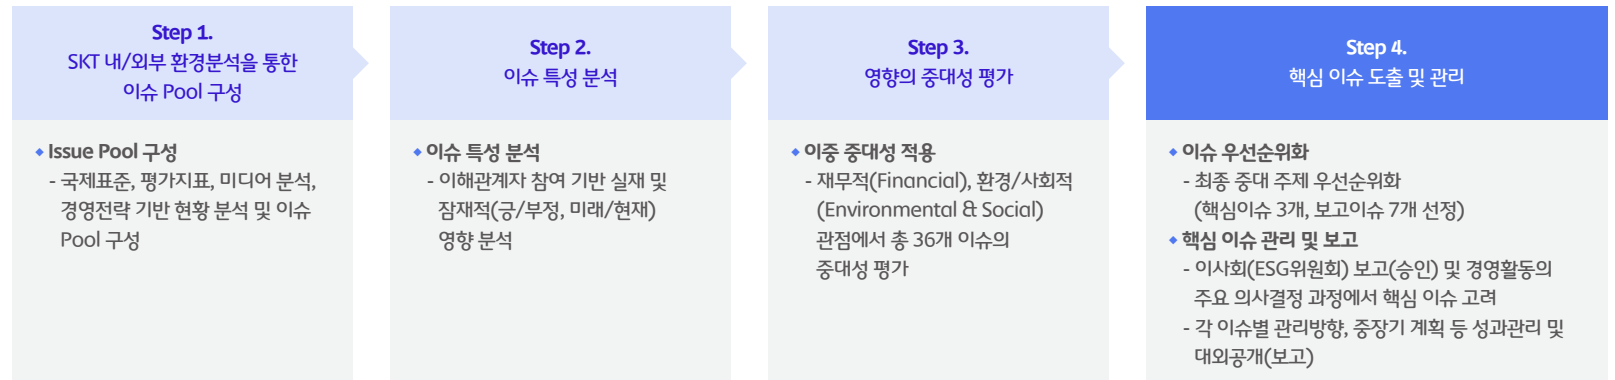 Step 1.
SKT 내/외부 환경분석을 통한
이슈 Pool 구성
◆ Issue Pool 구성
- 국제표준, 평가지표, 미디어 분석,
경영전략 기반 현황 분석 및 이슈
Pool 구성
Step 2.
이슈 특성 분석
◆ 이슈 특성 분석
- 이해관계자 참여 기반 실재 및
잠재적(긍/부정, 미래/현재)
영향 분석
Step 3.
영향의 중대성 평가
◆ 이중 중대성 적용
- 재무적(Financial), 환경/사회적
(Environmental & Social)
관점에서 총 36개 이슈의
중대성 평가
Step 4.
핵심 이슈 도출 및 관리
◆ 이슈 우선순위화
- 최종 중대 주제 우선순위화
(핵심이슈 3개, 보고이슈 7개 선정)
◆ 핵심 이슈 관리 및 보고
- 이사회(ESG위원회) 보고(승인) 및 경영활동의
주요 의사결정 과정에서 핵심 이슈 고려
- 각 이슈별 관리방향, 중장기 계획 등 성과관리 및
대외공개(보고)